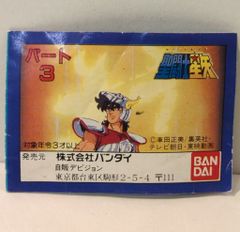 パート
3
聖闘士星矢
対象年令3才以上
©車田正美/集英社・
テレビ朝日・東映動画
発売元 株式会社バンダイ
自販デビジョン
東京都台東区駒形2-5-4 〒111
BAN
DAI